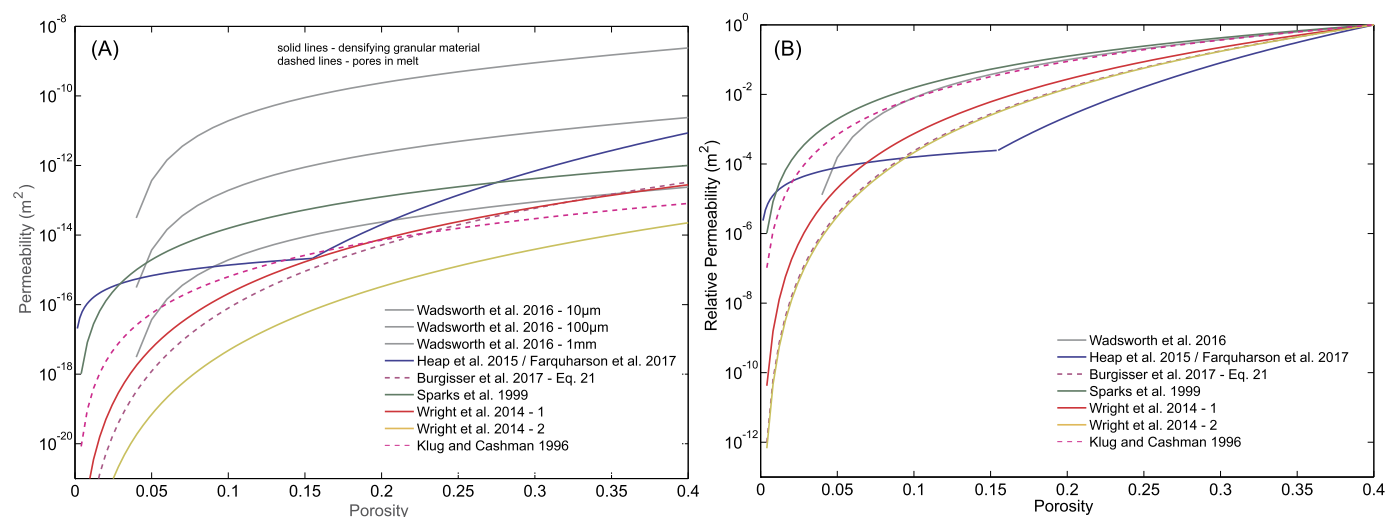 (A)
solid lines - densifying granular material
dashed lines - pores in melt
10^-8
10^-10
10^-12
10^-14
10^-16
10^-18
10^-20
Permeability (m^2)
Wadsworth et al. 2016 - 10µm
Wadsworth et al. 2016 - 100µm
Wadsworth et al. 2016 - 1mm
Heap et al. 2015 / Farquharson et al. 2017
Burgisser et al. 2017 - Eq. 21
Sparks et al. 1999
Wright et al. 2014 - 1
Wright et al. 2014 - 2
Klug and Cashman 1996
0 0.05 0.1 0.15 0.2 0.25 0.3 0.35 0.4
Porosity
(B)
10^0
10^-2
10^-4
10^-6
10^-8
10^-10
10^-12
Relative Permeability (m^2)
Wadsworth et al. 2016
Heap et al. 2015 / Farquharson et al. 2017
Burgisser et al. 2017 - Eq. 21
Sparks et al. 1999
Wright et al. 2014 - 1
Wright et al. 2014 - 2
Klug and Cashman 1996
0 0.05 0.1 0.15 0.2 0.25 0.3 0.35 0.4
Porosity